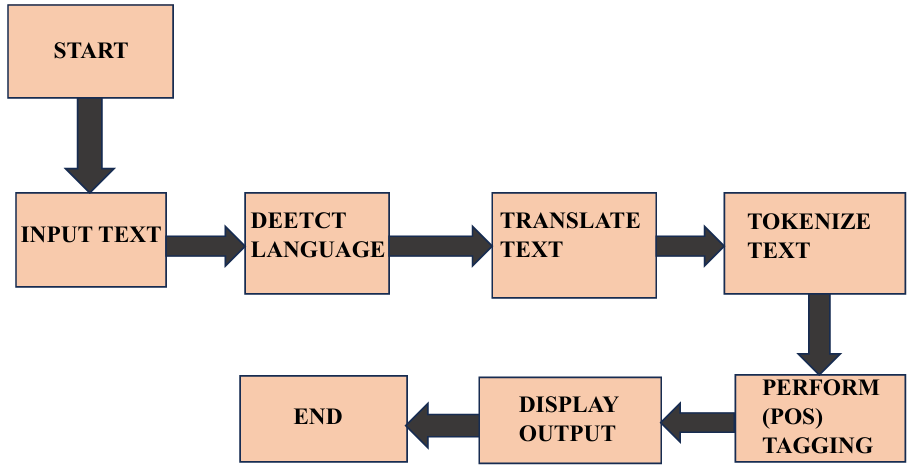 START
INPUT TEXT
DEETCT
LANGUAGE
TRANSLATE
TEXT
TOKENIZE
TEXT
PERFORM
(POS)
TAGGING
DISPLAY
OUTPUT
END